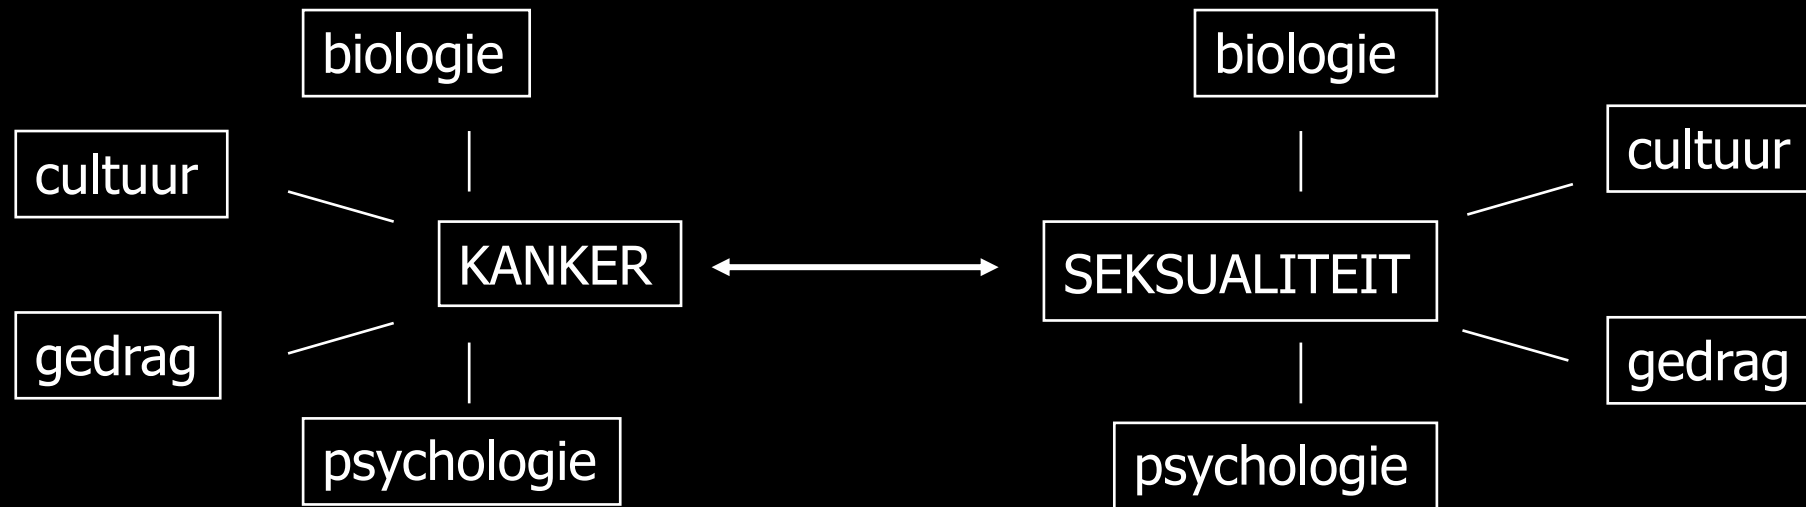 biologie
cultuur
KANKER
gedrag
psychologie
biologie
cultuur
SEKSUALITEIT
gedrag
psychologie